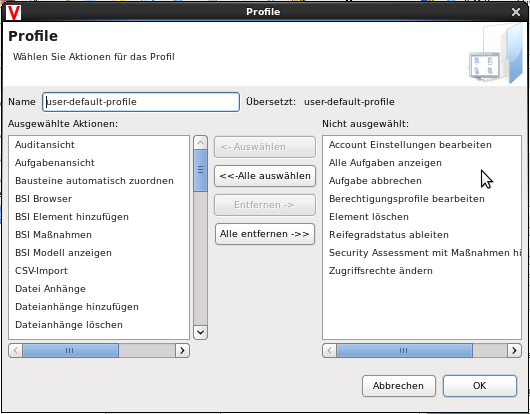 Profile
Profile
Wählen Sie Aktionen für das Profil
Name user-default-profile Übersetzt: user-default-profile
Ausgewählte Aktionen:
Auditansicht
Aufgabenansicht
Bausteine automatisch zuordnen
BSI Browser
BSI Element hinzufügen
BSI Maßnahmen
BSI Modell anzeigen
CSV-Import
Datei Anhänge
Dateianhänge hinzufügen
Dateianhänge löschen
<- Auswählen
<<-Alle auswählen
Entfernen ->
Alle entfernen ->>
Nicht ausgewählt:
Account Einstellungen bearbeiten
Alle Aufgaben anzeigen
Aufgabe abbrechen
Berechtigungsprofile bearbeiten
Element löschen
Reifegradstatus ableiten
Security Assessment mit Maßnahmen hi
Zugriffsrechte ändern
Abbrechen
OK